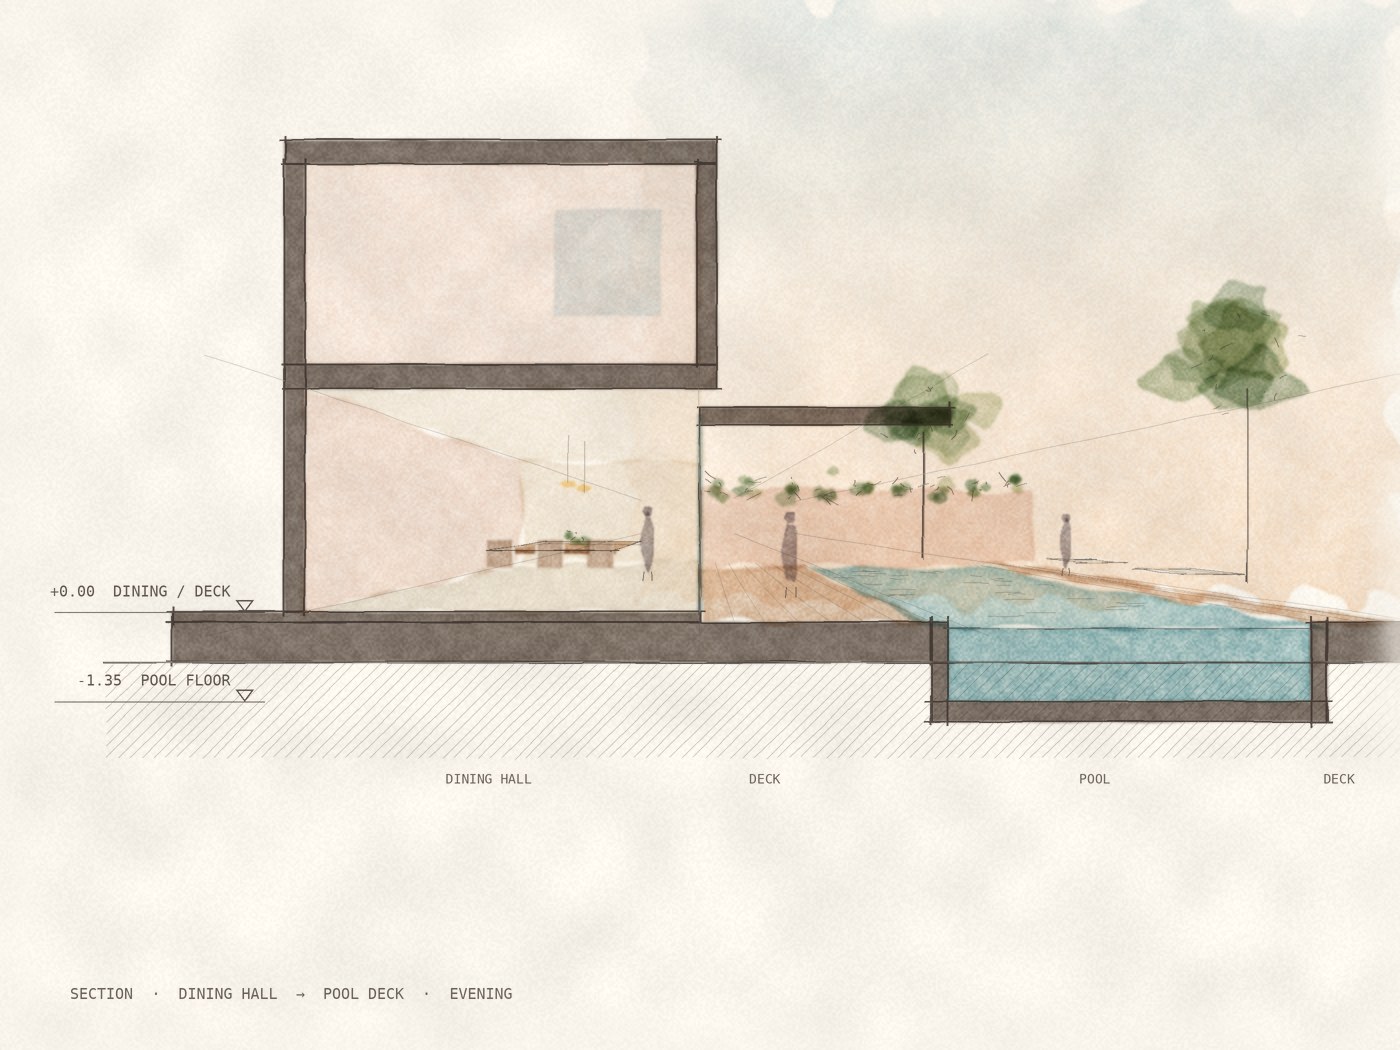 +0.00  DINING / DECK
-1.35  POOL FLOOR
DINING HALL
DECK
POOL
DECK
SECTION  ·  DINING HALL  →  POOL DECK  ·  EVENING